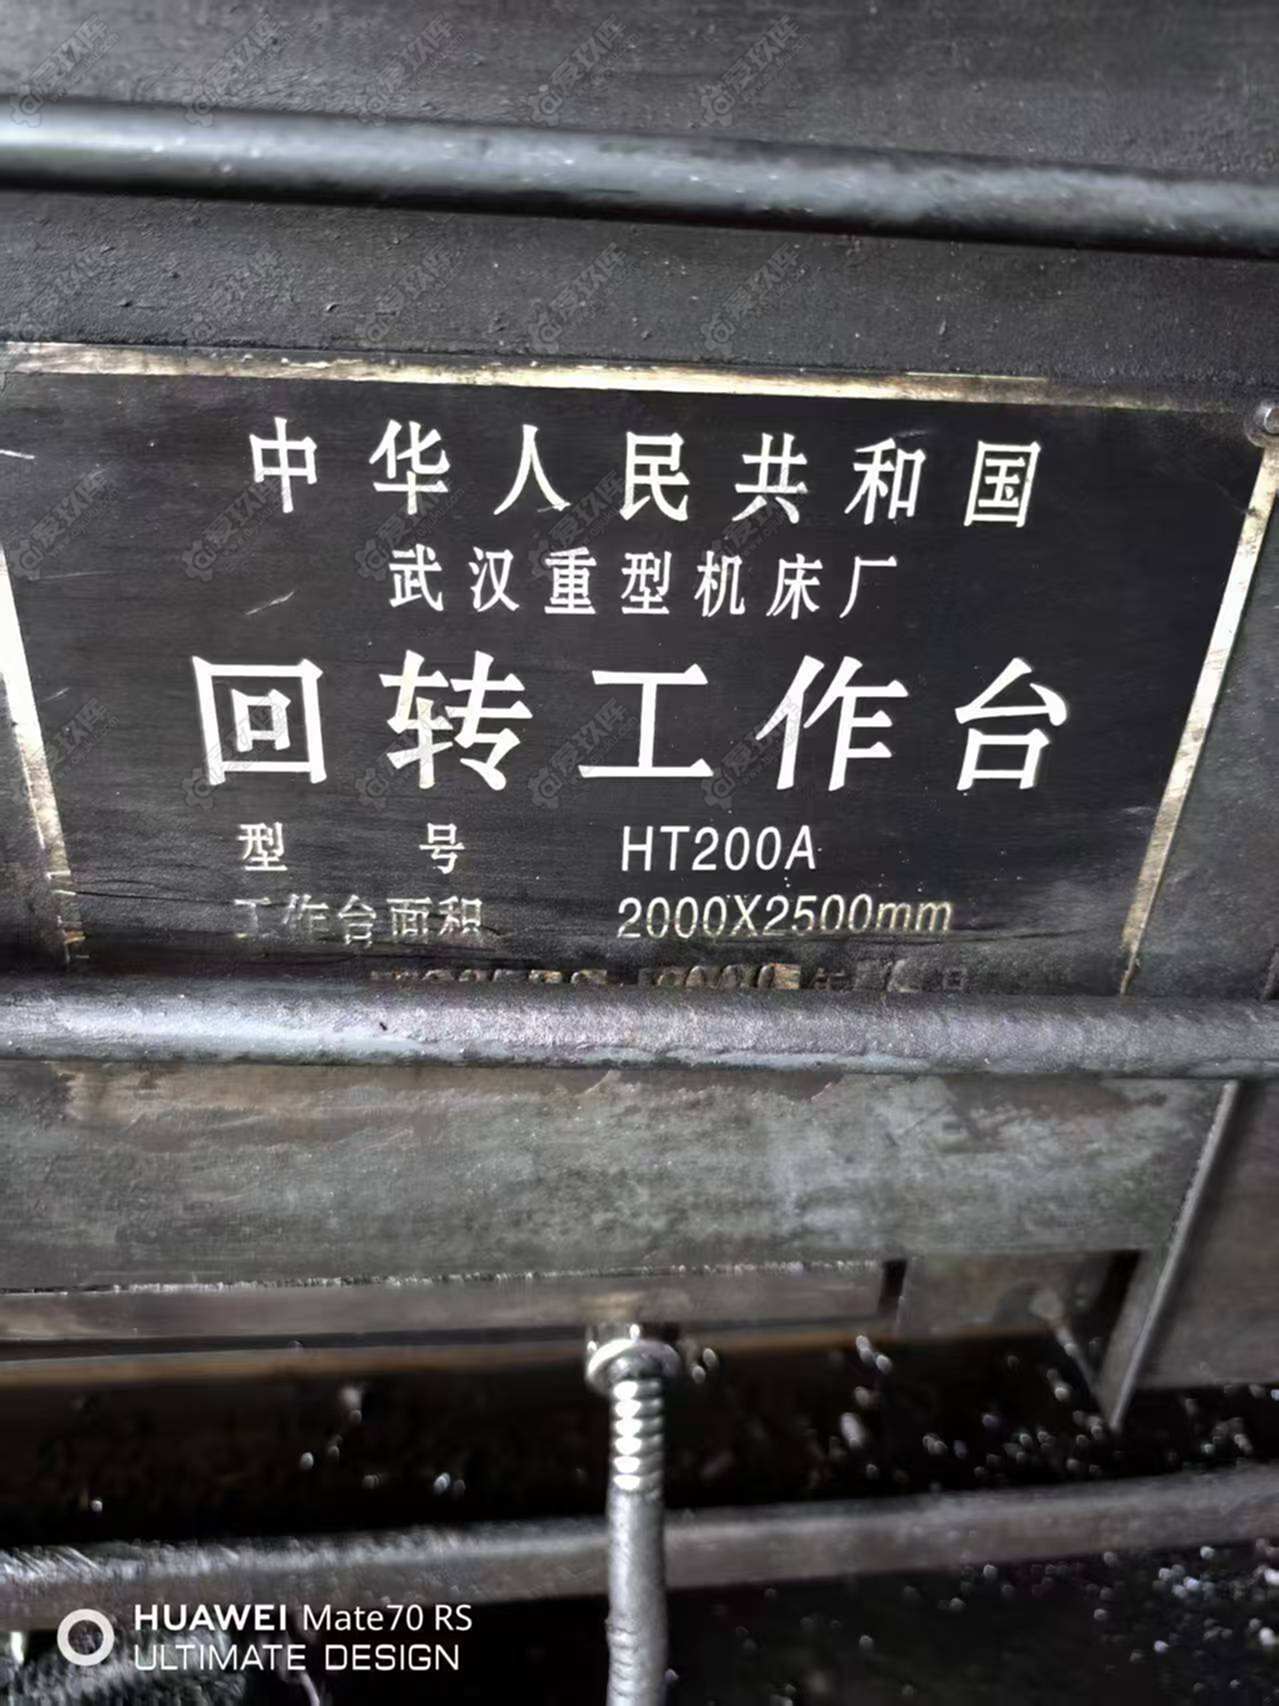 中华人民共和国
武汉重型机床厂
回转工作台
型 号 HT200A
工作台面积 2000X2500mm
HUAWEI Mate70 RS
ULTIMATE DESIGN